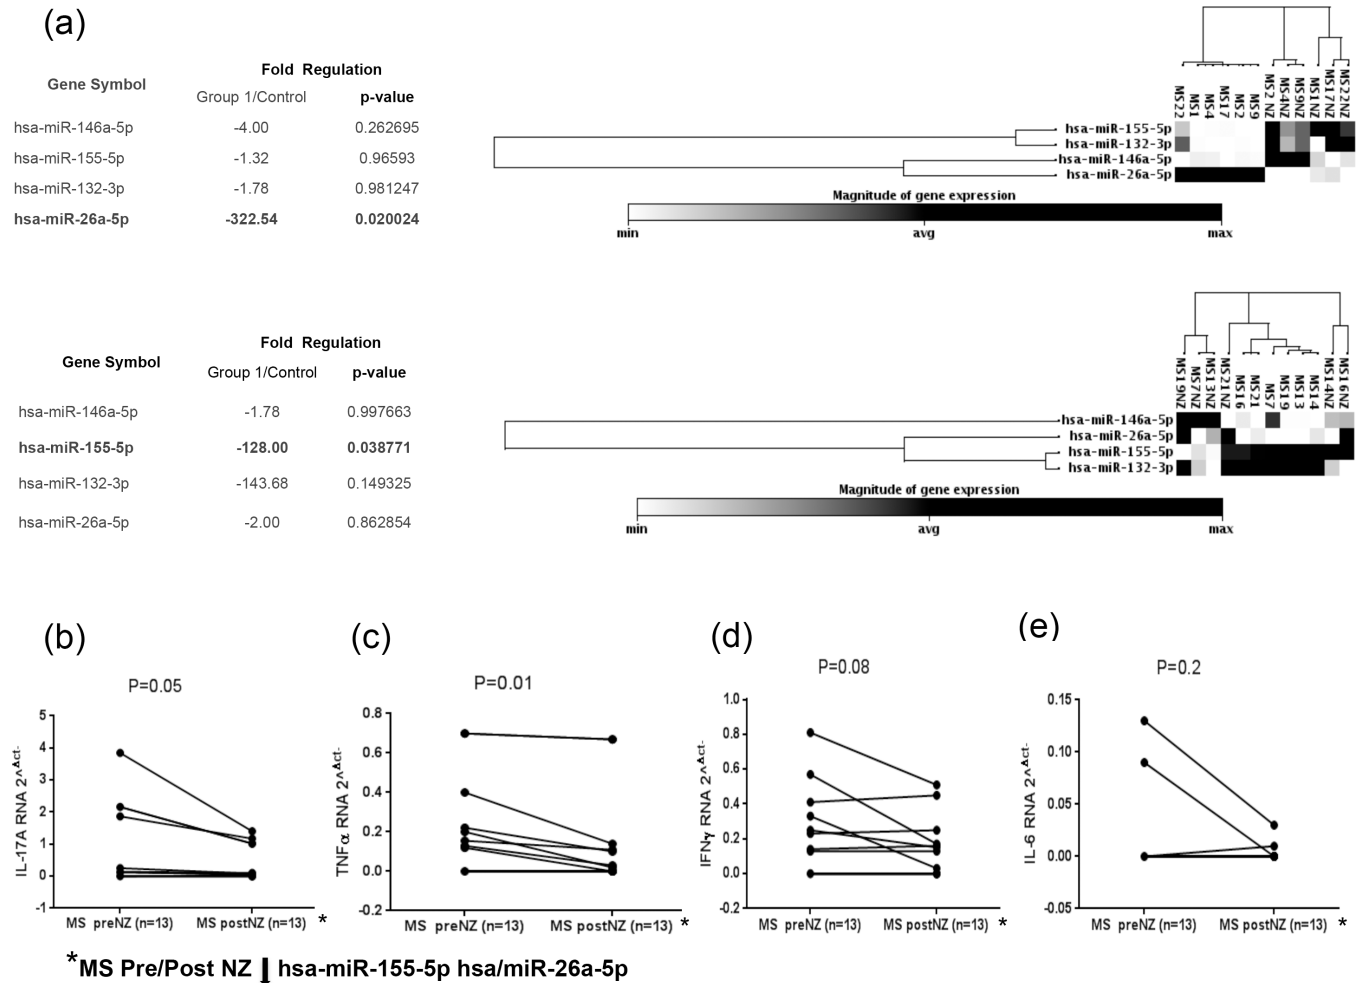 (a)
Fold Regulation
Gene Symbol
Group 1/Control p-value
hsa-miR-146a-5p -4.00 0.262695
hsa-miR-155-5p -1.32 0.96593
hsa-miR-132-3p -1.78 0.981247
hsa-miR-26a-5p -322.54 0.020024
MS22 MS1 MS4 MS17 MS2 MS9 MS2 NZ MS4NZ MS9NZ MS1NZ MS17NZ MS22NZ
hsa-miR-155-5p
hsa-miR-132-3p
hsa-miR-146a-5p
hsa-miR-26a-5p
Magnitude of gene expression
min avg max
Fold Regulation
Gene Symbol
Group 1/Control p-value
hsa-miR-146a-5p -1.78 0.997663
hsa-miR-155-5p -128.00 0.038771
hsa-miR-132-3p -143.68 0.149325
hsa-miR-26a-5p -2.00 0.862854
MS19NZ MS7NZ MS13NZ MS21NZ MS16 MS21 MS7 MS19 MS13 MS14 MS14NZ MS16NZ
hsa-miR-146a-5p
hsa-miR-26a-5p
hsa-miR-155-5p
hsa-miR-132-3p
Magnitude of gene expression
min avg max
(b)
P=0.05
IL-17A RNA 2^Δct-
5
4
3
2
1
0
-1
MS preNZ (n=13) MS postNZ (n=13) *
(c)
P=0.01
TNFα RNA 2^Δct-
0.8
0.6
0.4
0.2
0.0
-0.2
MS preNZ (n=13) MS postNZ (n=13) *
(d)
P=0.08
IFNγ RNA 2^Δct-
1.0
0.8
0.6
0.4
0.2
0.0
-0.2
MS preNZ (n=13) MS postNZ (n=13) *
(e)
P=0.2
IL-6 RNA 2^Δct-
0.15
0.10
0.05
0.00
-0.05
MS preNZ (n=13) MS postNZ (n=13) *
*MS Pre/Post NZ ↓ hsa-miR-155-5p hsa/miR-26a-5p